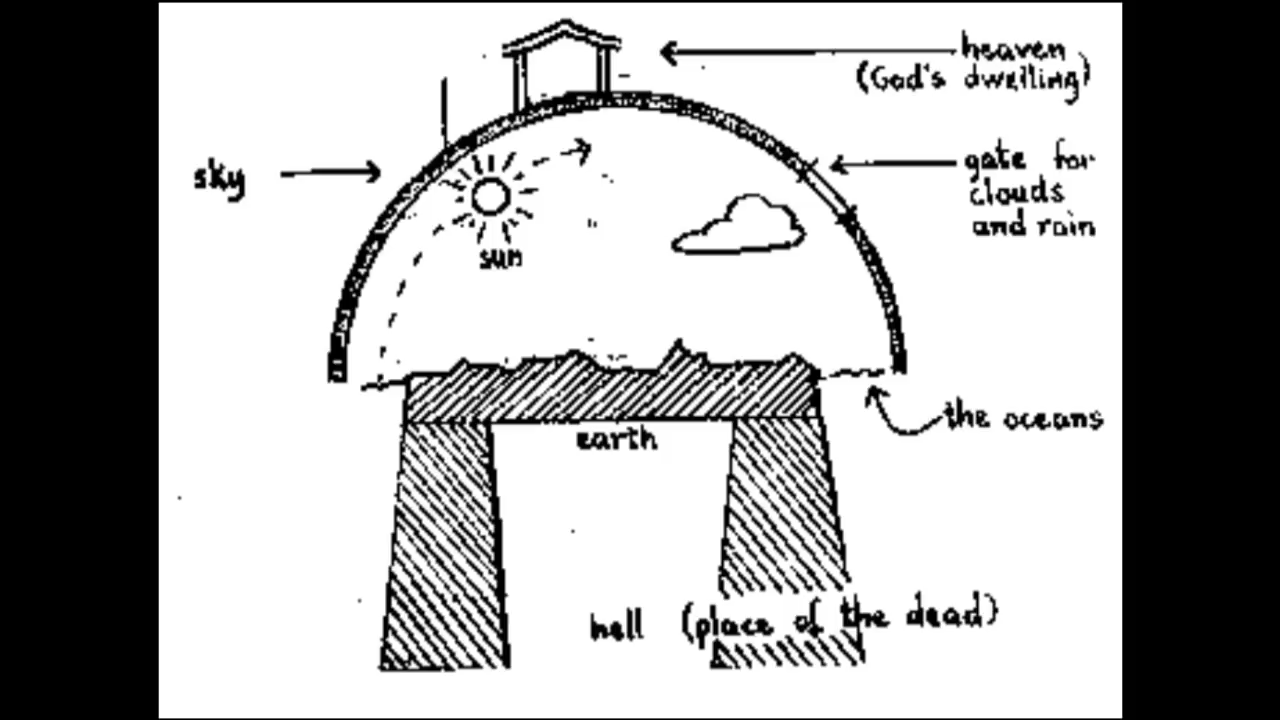 heaven
(God's dwelling)
sky
gate for
clouds
and rain
sun
the oceans
earth
hell (place of the dead)